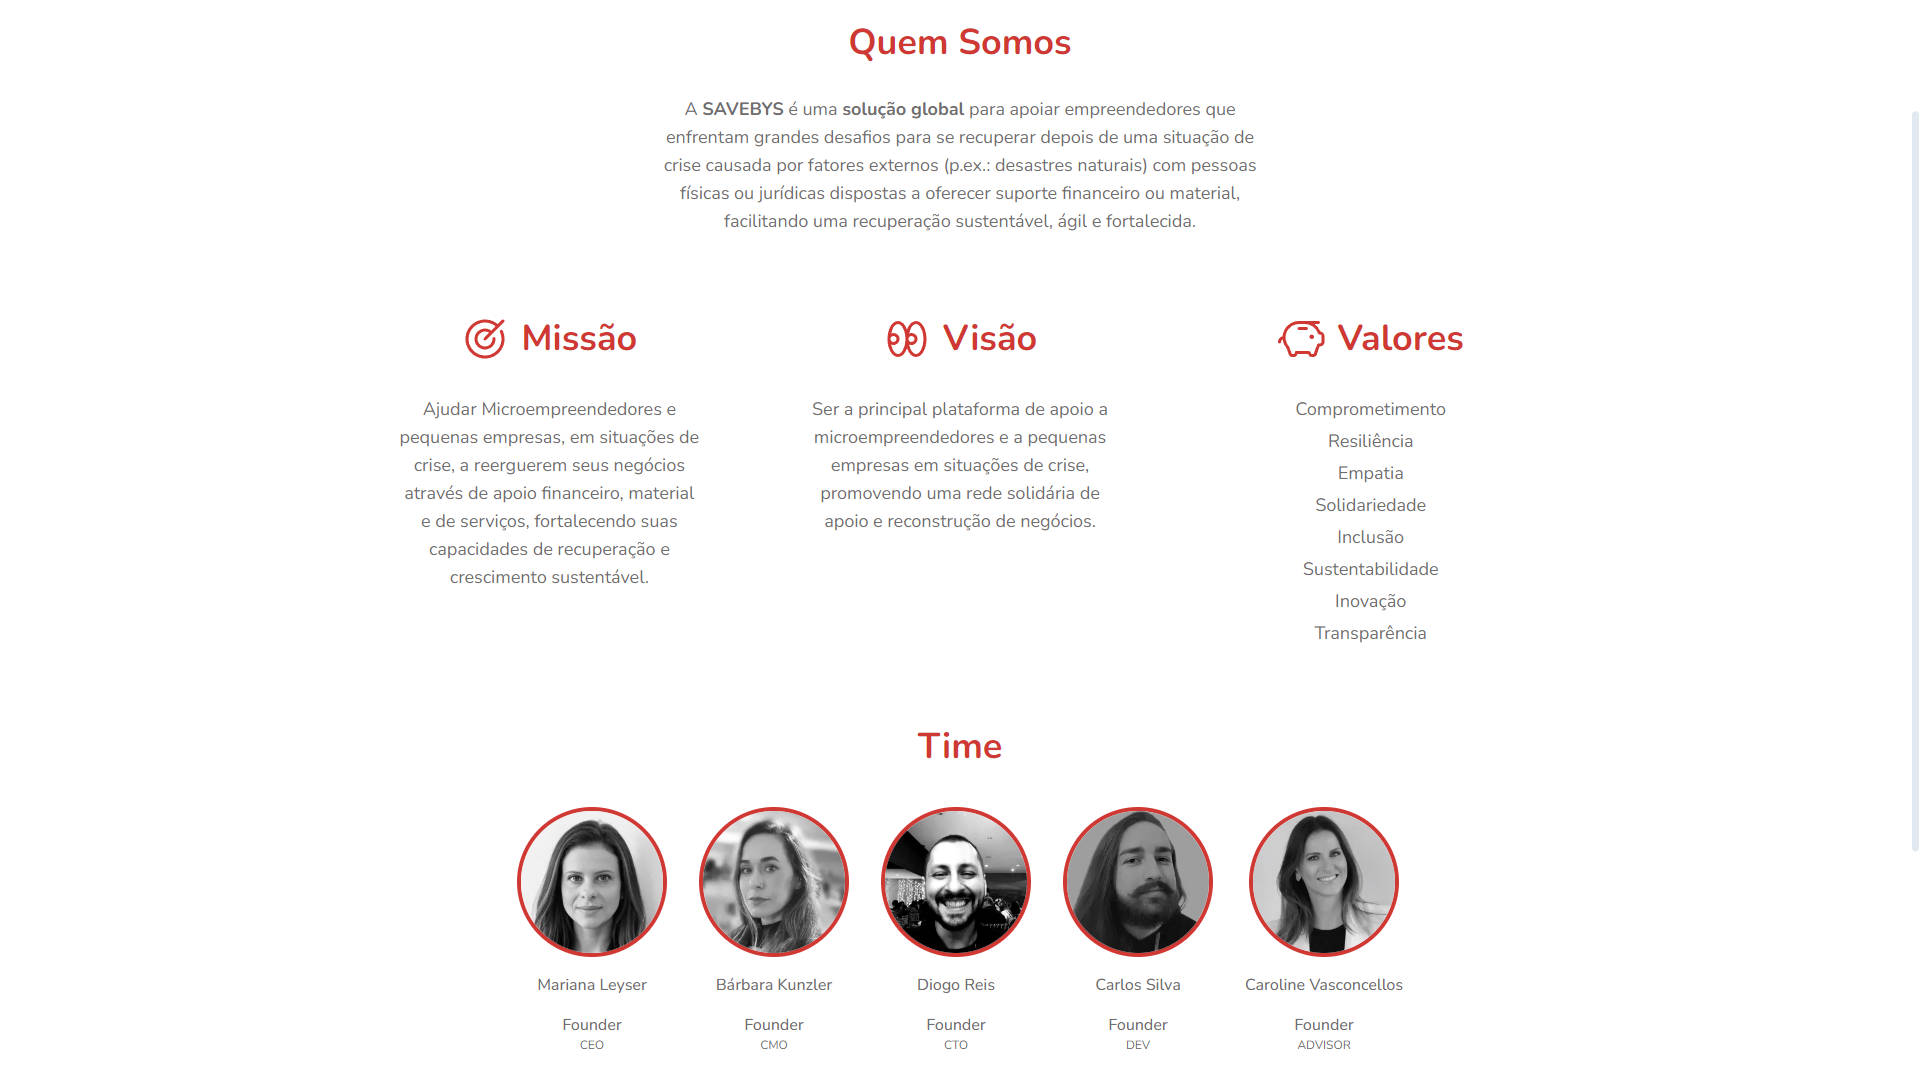 Quem Somos
A SAVEBYS é uma solução global para apoiar empreendedores que
enfrentam grandes desafios para se recuperar depois de uma situação de
crise causada por fatores externos (p.ex.: desastres naturais) com pessoas
físicas ou jurídicas dispostas a oferecer suporte financeiro ou material,
facilitando uma recuperação sustentável, ágil e fortalecida.
Missão
Ajudar Microempreendedores e
pequenas empresas, em situações de
crise, a reerguerem seus negócios
através de apoio financeiro, material
e de serviços, fortalecendo suas
capacidades de recuperação e
crescimento sustentável.
Visão
Ser a principal plataforma de apoio a
microempreendedores e a pequenas
empresas em situações de crise,
promovendo uma rede solidária de
apoio e reconstrução de negócios.
Valores
Comprometimento
Resiliência
Empatia
Solidariedade
Inclusão
Sustentabilidade
Inovação
Transparência
Time
Mariana Leyser
Founder
CEO
Bárbara Kunzler
Founder
CMO
Diogo Reis
Founder
CTO
Carlos Silva
Founder
DEV
Caroline Vasconcellos
Founder
ADVISOR